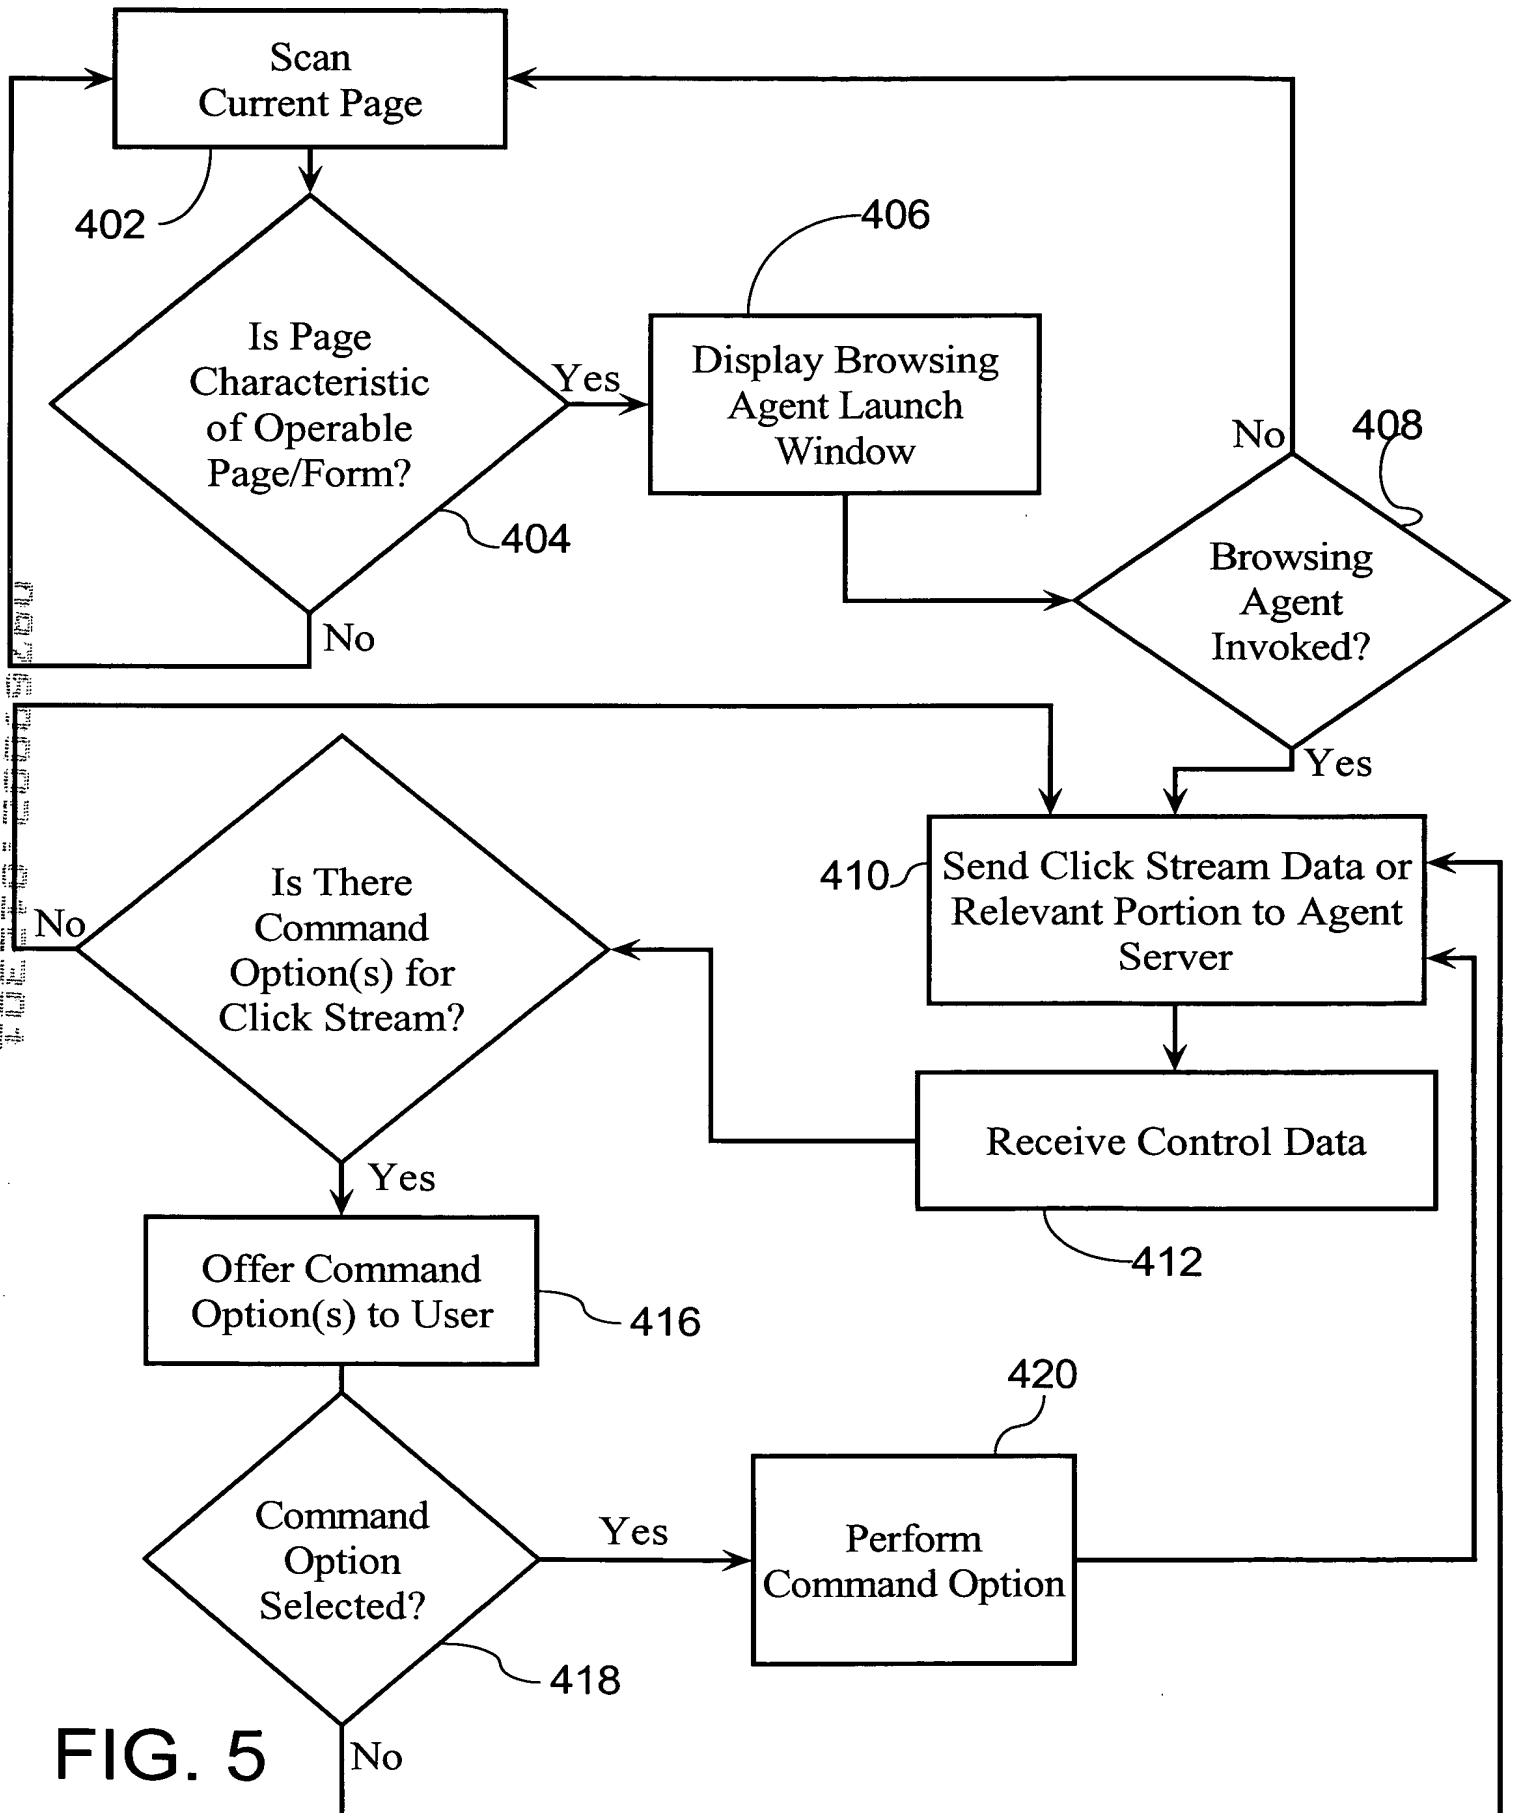 Scan
Current Page
402
406
Is Page
Characteristic
of Operable
Page/Form?
Yes
Display Browsing
Agent Launch
Window
No
408
404
Browsing
Agent
Invoked?
No
Yes
410
Send Click Stream Data or
Relevant Portion to Agent
Server
Is There
Command
Option(s) for
Click Stream?
No
Yes
Receive Control Data
412
Offer Command
Option(s) to User
416
420
Command
Option
Selected?
Yes
Perform
Command Option
418
No
FIG. 5